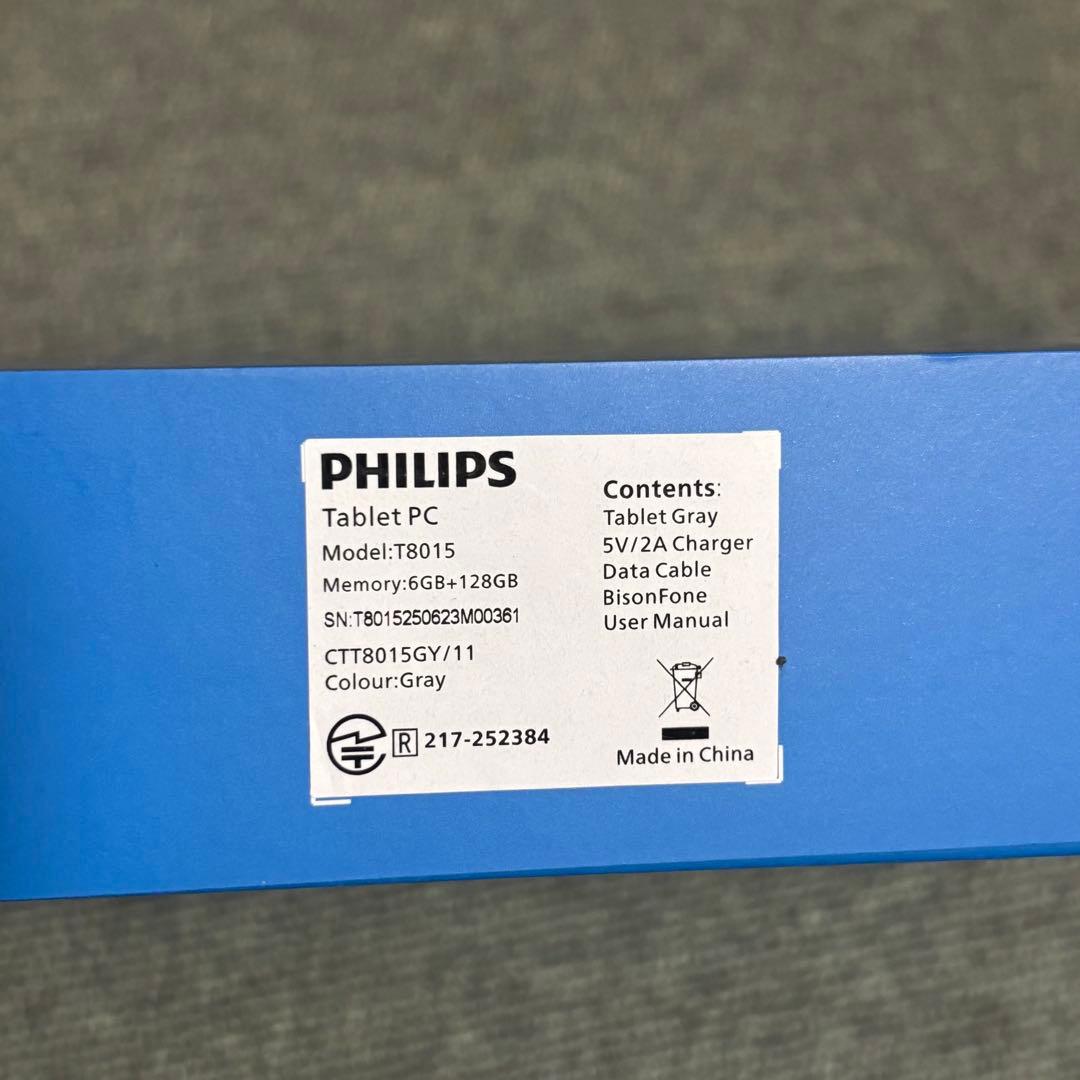 PHILIPS
Tablet PC
Model:T8015
Memory:6GB+128GB
SN:T8015250623M00361
CTT8015GY/11
Colour:Gray
R 217-252384
Contents:
Tablet Gray
5V/2A Charger
Data Cable
BisonFone
User Manual
Made in China